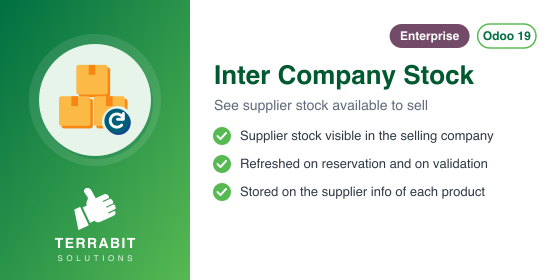 Enterprise
Odoo 19
Inter Company Stock
See supplier stock available to sell
Supplier stock visible in the selling company
Refreshed on reservation and on validation
Stored on the supplier info of each product
TERRABIT
SOLUTIONS